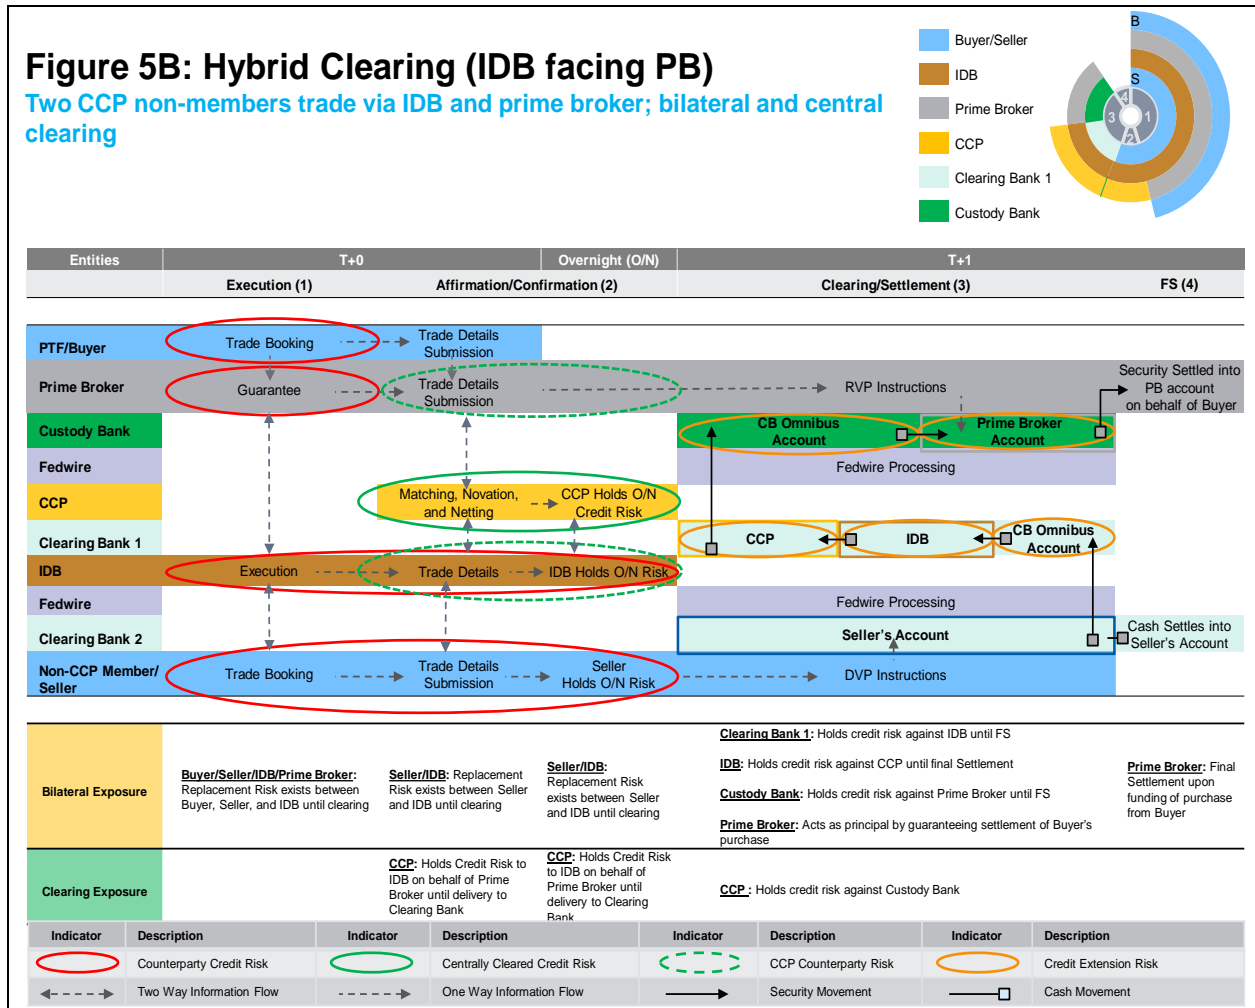 Figure 5B: Hybrid Clearing (IDB facing PB)
Two CCP non-members trade via IDB and prime broker; bilateral and central
clearing
Buyer/Seller
IDB
Prime Broker
CCP
Clearing Bank 1
Custody Bank
B
S
4
3
1
2
Entities
T+0
Overnight (O/N)
T+1
Execution (1)
Affirmation/Confirmation (2)
Clearing/Settlement (3)
FS (4)
PTF/Buyer
Trade Booking
Trade Details
Submission
Prime Broker
Guarantee
Trade Details
Submission
RVP Instructions
Security Settled into
PB account
on behalf of Buyer
Custody Bank
CB Omnibus
Account
Prime Broker
Account
Fedwire
Fedwire Processing
CCP
Matching, Novation,
and Netting
CCP Holds O/N
Credit Risk
Clearing Bank 1
CCP
IDB
CB Omnibus
Account
IDB
Execution
Trade Details
IDB Holds O/N Risk
Fedwire
Fedwire Processing
Clearing Bank 2
Seller's Account
Cash Settles into
Seller's Account
Non-CCP Member/
Seller
Trade Booking
Trade Details
Submission
Seller
Holds O/N Risk
DVP Instructions
Bilateral Exposure
Buyer/Seller/IDB/Prime Broker:
Replacement Risk exists between
Buyer, Seller, and IDB until clearing
Seller/IDB: Replacement
Risk exists between Seller
and IDB until clearing
Seller/IDB:
Replacement Risk
exists between Seller
and IDB until clearing
Clearing Bank 1: Holds credit risk against IDB until FS
IDB: Holds credit risk against CCP until final Settlement
Custody Bank: Holds credit risk against Prime Broker until FS
Prime Broker: Acts as principal by guaranteeing settlement of Buyer's
purchase
Prime Broker: Final
Settlement upon
funding of purchase
from Buyer
Clearing Exposure
CCP: Holds Credit Risk to
IDB on behalf of Prime
Broker until delivery to
Clearing Bank
CCP: Holds Credit Risk
to IDB on behalf of
Prime Broker until
delivery to Clearing
Bank
CCP : Holds credit risk against Custody Bank
Indicator
Description
Indicator
Description
Indicator
Description
Indicator
Description
Counterparty Credit Risk
Centrally Cleared Credit Risk
CCP Counterparty Risk
Credit Extension Risk
Two Way Information Flow
One Way Information Flow
Security Movement
Cash Movement